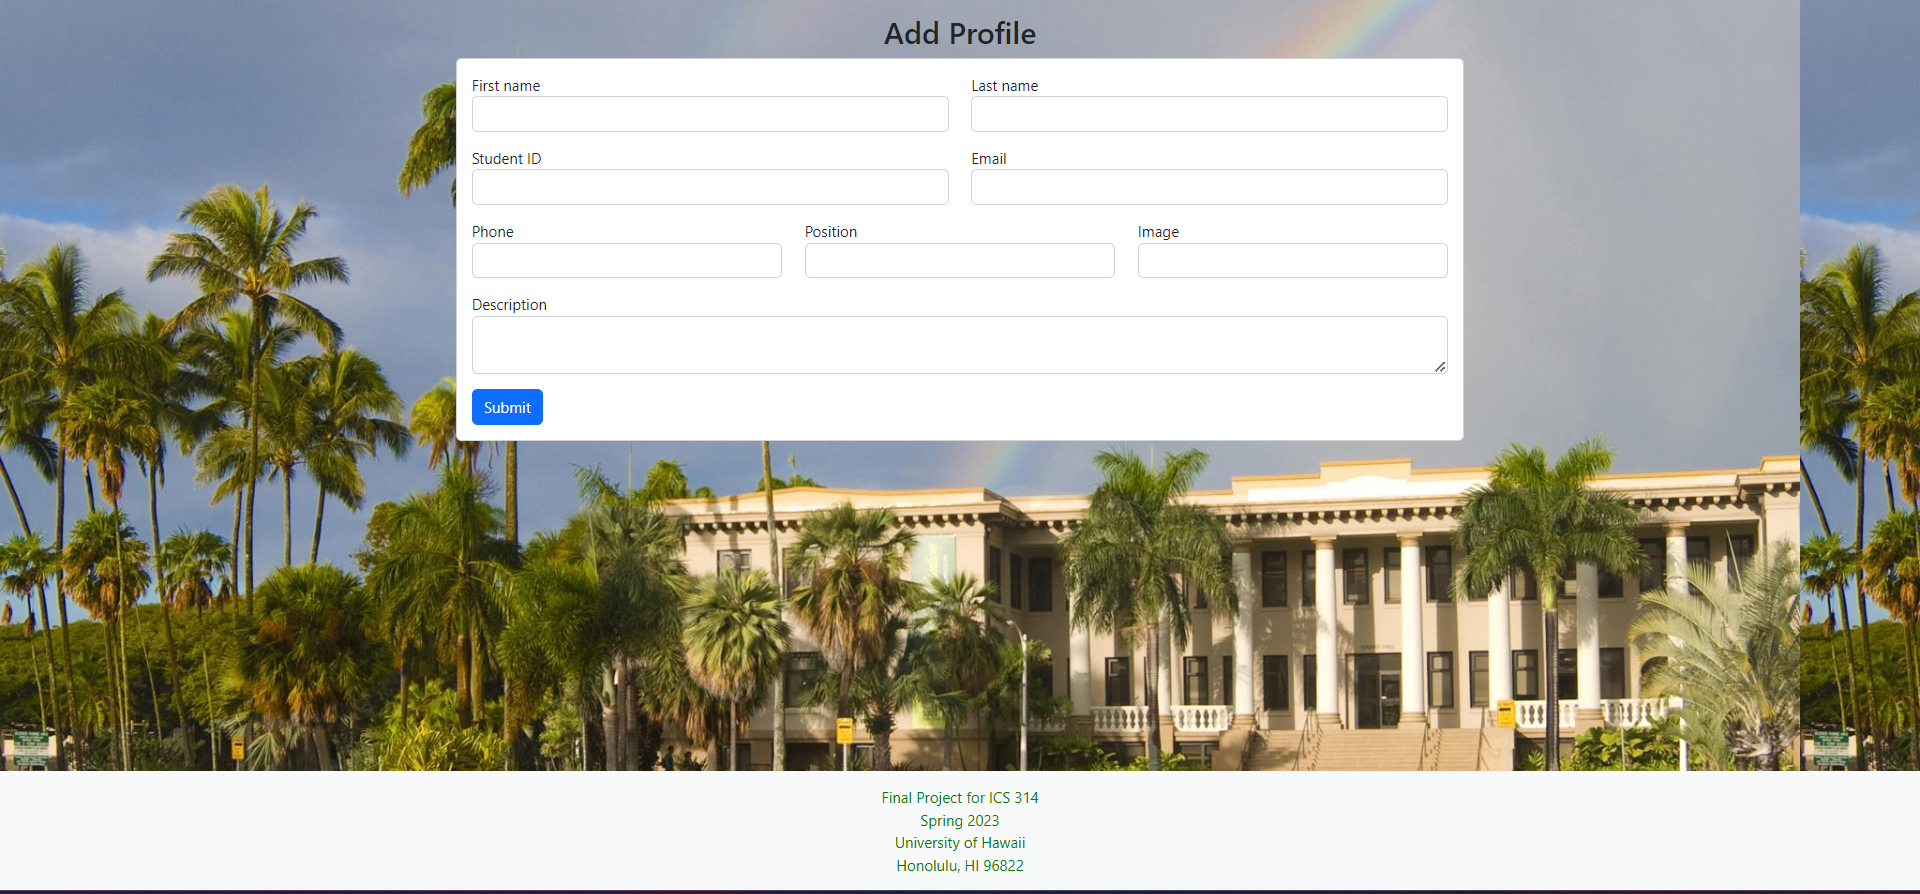 Add Profile
First name Last name
Student ID Email
Phone Position Image
Description
Submit
Final Project for ICS 314
Spring 2023
University of Hawaii
Honolulu, HI 96822